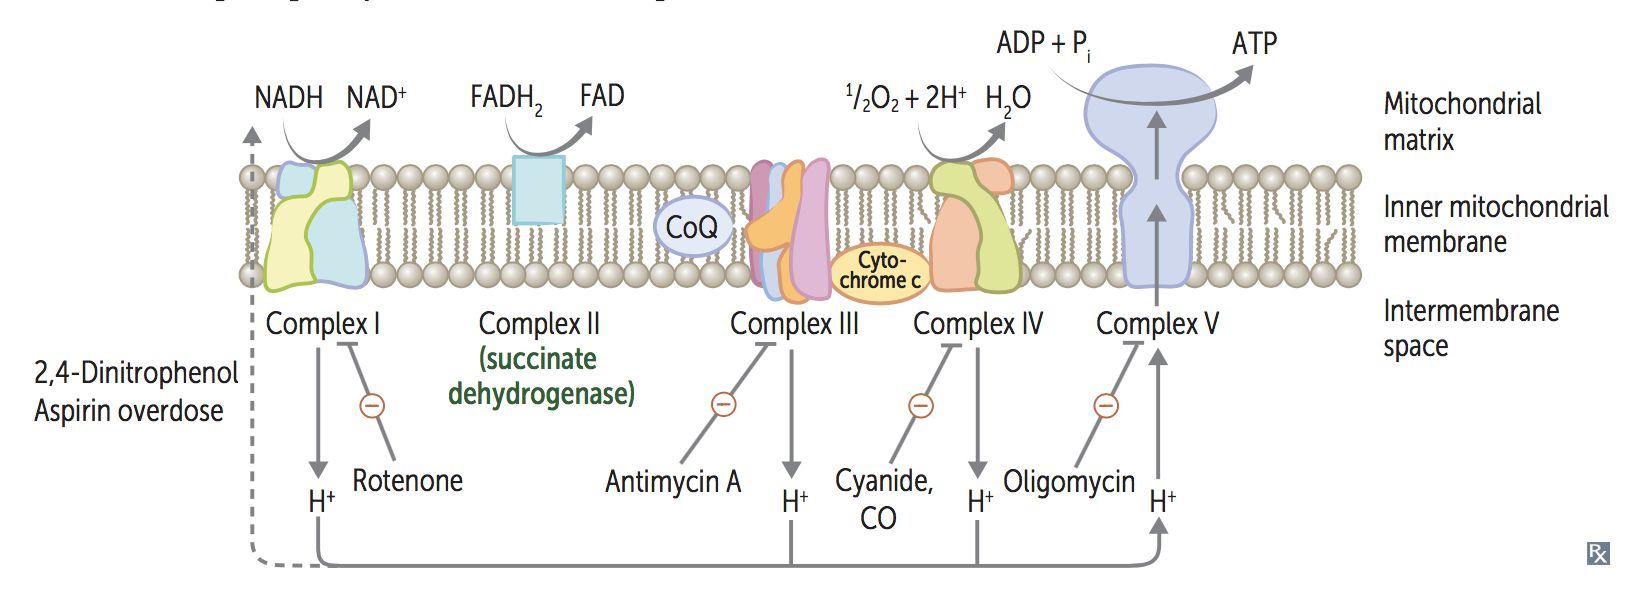 NADH NAD+
FADH2 FAD
1/2O2 + 2H+ H2O
ADP + Pi
ATP
Mitochondrial
matrix
CoQ
Cyto-
chrome c
Inner mitochondrial
membrane
Intermembrane
space
Complex I
Complex II
(succinate
dehydrogenase)
Complex III
Complex IV
Complex V
2,4-Dinitrophenol
Aspirin overdose
−
−
−
−
H+
Rotenone
Antimycin A
H+
Cyanide,
CO
H+
Oligomycin
H+
Rx